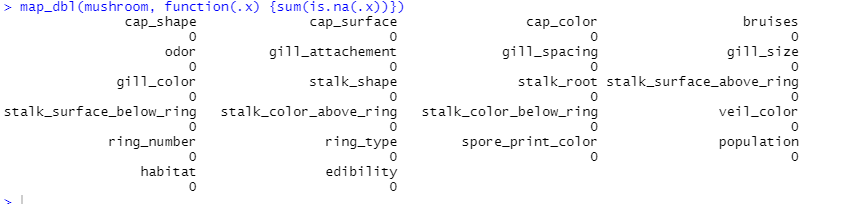 > map_dbl(mushroom, function(.x) {sum(is.na(.x))})
cap_shape cap_surface cap_color bruises
0 0 0 0
odor gill_attachement gill_spacing gill_size
0 0 0 0
gill_color stalk_shape stalk_root stalk_surface_above_ring
0 0 0 0
stalk_surface_below_ring stalk_color_above_ring stalk_color_below_ring veil_color
0 0 0 0
ring_number ring_type spore_print_color population
0 0 0 0
habitat edibility
0 0
>